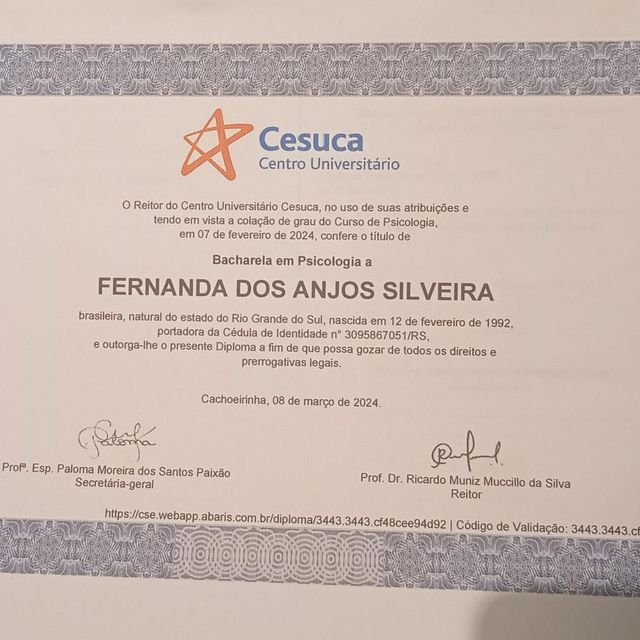 Cesuca
Centro Universitário
O Reitor do Centro Universitário Cesuca, no uso de suas atribuições e
tendo em vista a colação de grau do Curso de Psicologia,
em 07 de fevereiro de 2024, confere o título de
Bacharela em Psicologia a
FERNANDA DOS ANJOS SILVEIRA
brasileira, natural do estado do Rio Grande do Sul, nascida em 12 de fevereiro de 1992,
portadora da Cédula de Identidade n° 3095867051/RS,
e outorga-lhe o presente Diploma a fim de que possa gozar de todos os direitos e
prerrogativas legais.
Cachoeirinha, 08 de março de 2024.
Profª. Esp. Paloma Moreira dos Santos Paixão
Secretária-geral
Prof. Dr. Ricardo Muniz Muccillo da Silva
Reitor
https://cse.webapp.abaris.com.br/diploma/3443.3443.cf48cee94d92 | Código de Validação: 3443.3443.cf